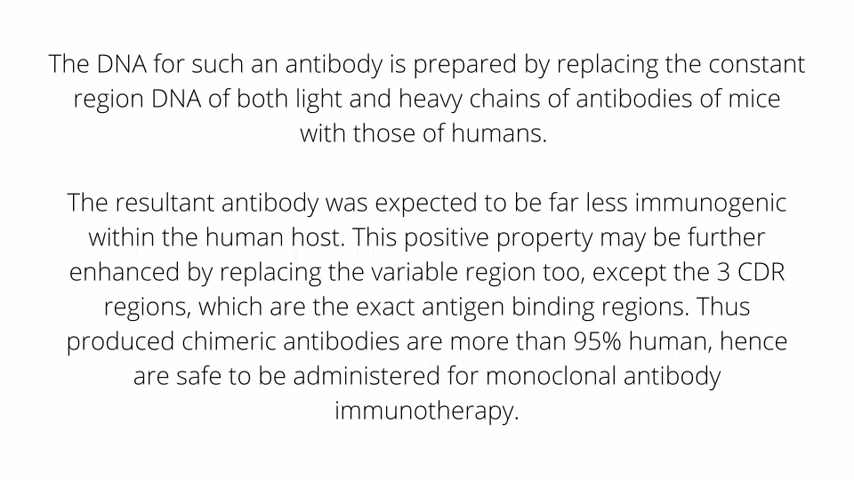 The DNA for such an antibody is prepared by replacing the constant
region DNA of both light and heavy chains of antibodies of mice
with those of humans.
The resultant antibody was expected to be far less immunogenic
within the human host. This positive property may be further
enhanced by replacing the variable region too, except the 3 CDR
regions, which are the exact antigen binding regions. Thus
produced chimeric antibodies are more than 95% human, hence
are safe to be administered for monoclonal antibody
immunotherapy.